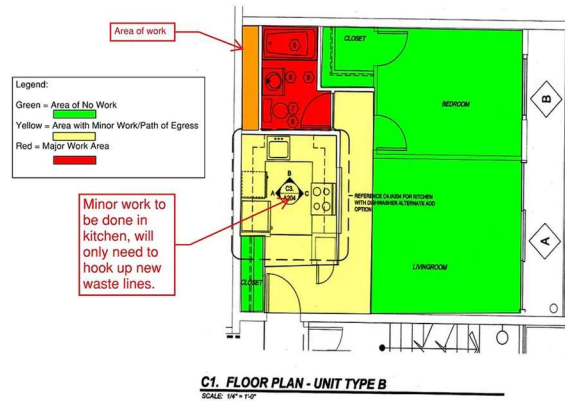 Area of work
Legend:
Green = Area of No Work
Yellow = Area with Minor Work/Path of Egress
Red = Major Work Area
CLOSET
BEDROOM
B
REFERENCE C4/A204 FOR KITCHEN
WITH DISHWASHER ALTERNATE ADD
OPTION
B
A C3. C
A204
Minor work to
be done in
kitchen, will
only need to
hook up new
waste lines.
A
LIVINGROOM
CLOSET
C1. FLOOR PLAN - UNIT TYPE B
SCALE: 1/4" = 1'-0"